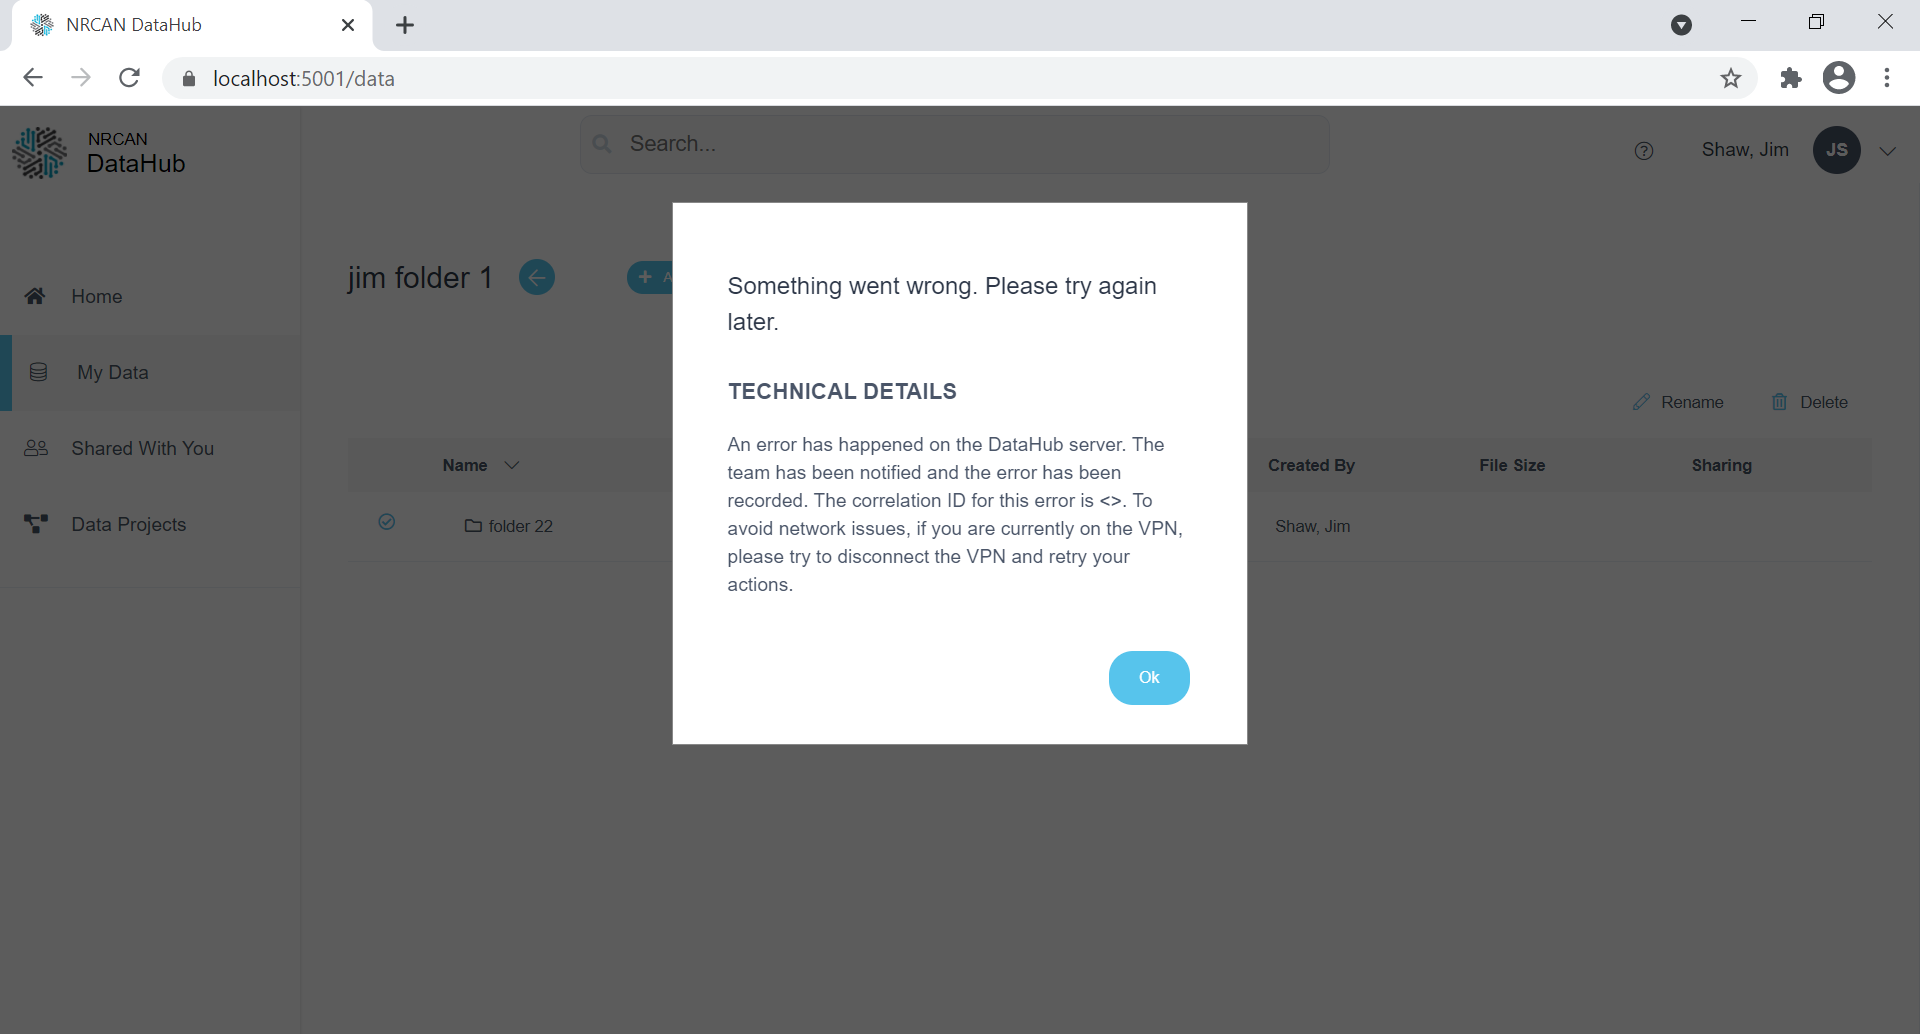 NRCAN DataHub
localhost:5001/data
NRCAN
DataHub
Search...
Shaw, Jim
JS
jim folder 1
A
Home
My Data
Shared With You
Data Projects
Rename
Delete
Name
Created By
File Size
Sharing
folder 22
Shaw, Jim
Something went wrong. Please try again
later.
TECHNICAL DETAILS
An error has happened on the DataHub server. The
team has been notified and the error has been
recorded. The correlation ID for this error is <>. To
avoid network issues, if you are currently on the VPN,
please try to disconnect the VPN and retry your
actions.
Ok